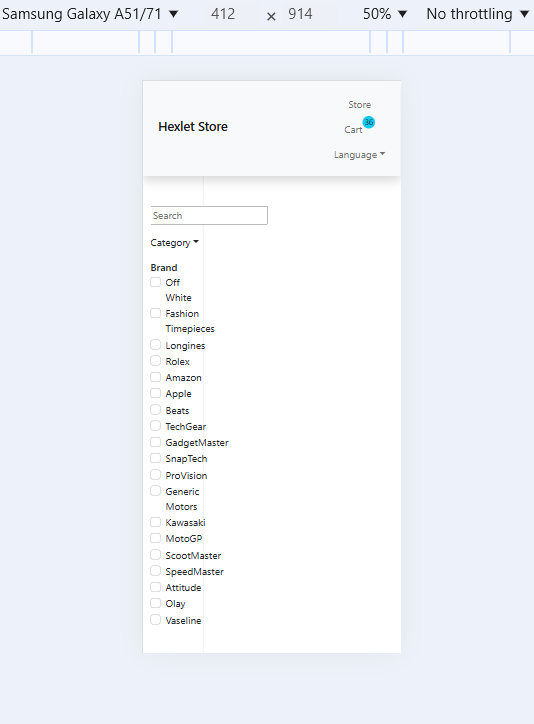 Samsung Galaxy A51/71 ▼ 412 × 914 50% ▼ No throttling ▼
Store
Hexlet Store
Cart 36
Language
Search
Category
Brand
Off
White
Fashion
Timepieces
Longines
Rolex
Amazon
Apple
Beats
TechGear
GadgetMaster
SnapTech
ProVision
Generic
Motors
Kawasaki
MotoGP
ScootMaster
SpeedMaster
Attitude
Olay
Vaseline